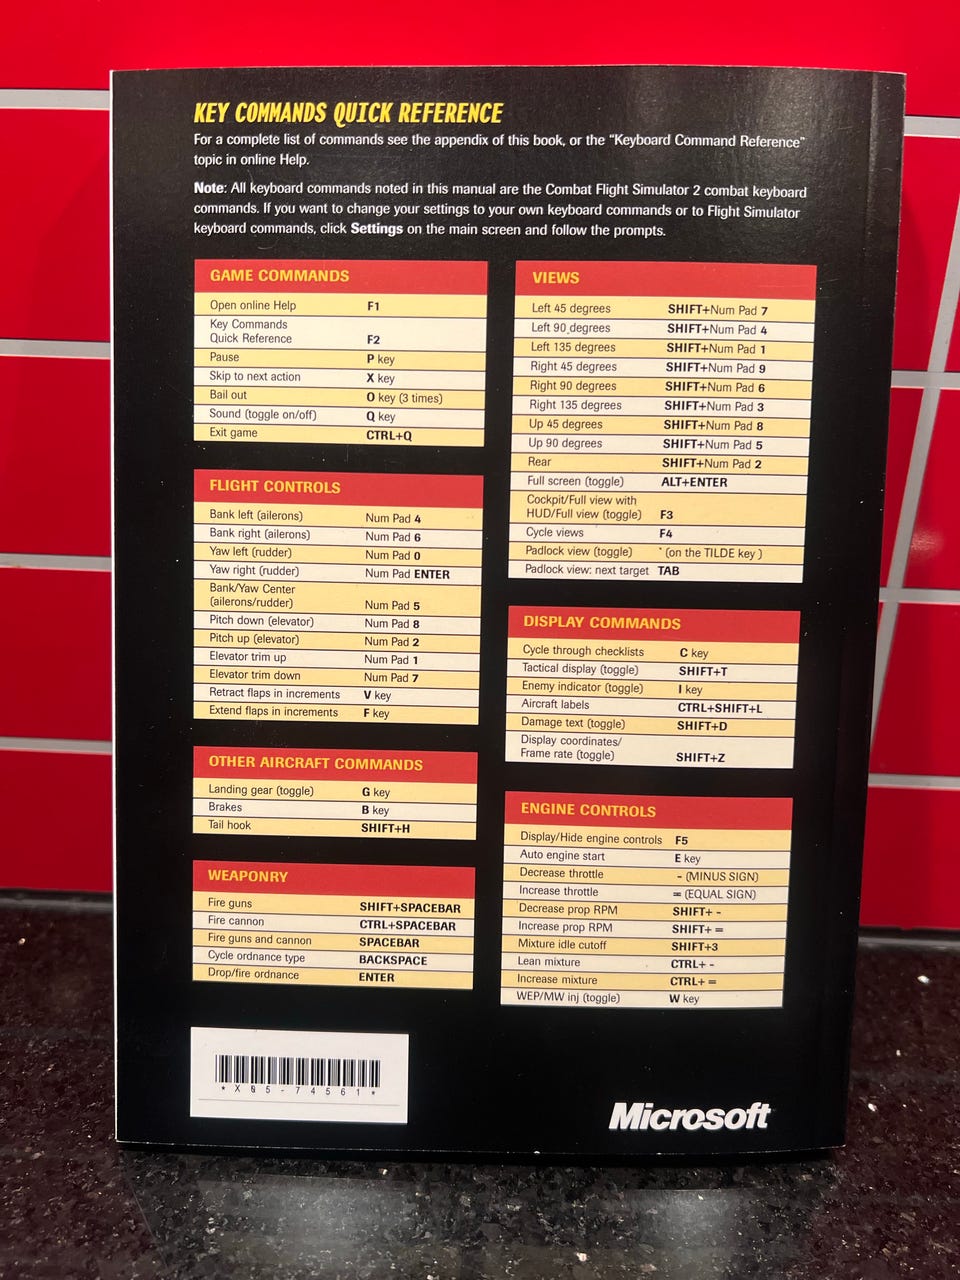 KEY COMMANDS QUICK REFERENCE
For a complete list of commands see the appendix of this book, or the "Keyboard Command Reference"
topic in online Help.
Note: All keyboard commands noted in this manual are the Combat Flight Simulator 2 combat keyboard
commands. If you want to change your settings to your own keyboard commands or to Flight Simulator
keyboard commands, click Settings on the main screen and follow the prompts.
GAME COMMANDS
Open online Help F1
Key Commands
Quick Reference F2
Pause P key
Skip to next action X key
Bail out O key (3 times)
Sound (toggle on/off) Q key
Exit game CTRL+Q
FLIGHT CONTROLS
Bank left (ailerons) Num Pad 4
Bank right (ailerons) Num Pad 6
Yaw left (rudder) Num Pad 0
Yaw right (rudder) Num Pad ENTER
Bank/Yaw Center
(ailerons/rudder) Num Pad 5
Pitch down (elevator) Num Pad 8
Pitch up (elevator) Num Pad 2
Elevator trim up Num Pad 1
Elevator trim down Num Pad 7
Retract flaps in increments V key
Extend flaps in increments F key
OTHER AIRCRAFT COMMANDS
Landing gear (toggle) G key
Brakes B key
Tail hook SHIFT+H
WEAPONRY
Fire guns SHIFT+SPACEBAR
Fire cannon CTRL+SPACEBAR
Fire guns and cannon SPACEBAR
Cycle ordnance type BACKSPACE
Drop/fire ordnance ENTER
VIEWS
Left 45 degrees SHIFT+Num Pad 7
Left 90 degrees SHIFT+Num Pad 4
Left 135 degrees SHIFT+Num Pad 1
Right 45 degrees SHIFT+Num Pad 9
Right 90 degrees SHIFT+Num Pad 6
Right 135 degrees SHIFT+Num Pad 3
Up 45 degrees SHIFT+Num Pad 8
Up 90 degrees SHIFT+Num Pad 5
Rear SHIFT+Num Pad 2
Full screen (toggle) ALT+ENTER
Cockpit/Full view with
HUD/Full view (toggle) F3
Cycle views F4
Padlock view (toggle) ` (on the TILDE key )
Padlock view: next target TAB
DISPLAY COMMANDS
Cycle through checklists C key
Tactical display (toggle) SHIFT+T
Enemy indicator (toggle) I key
Aircraft labels CTRL+SHIFT+L
Damage text (toggle) SHIFT+D
Display coordinates/
Frame rate (toggle) SHIFT+Z
ENGINE CONTROLS
Display/Hide engine controls F5
Auto engine start E key
Decrease throttle - (MINUS SIGN)
Increase throttle = (EQUAL SIGN)
Decrease prop RPM SHIFT+ -
Increase prop RPM SHIFT+ =
Mixture idle cutoff SHIFT+3
Lean mixture CTRL+ -
Increase mixture CTRL+ =
WEP/MW inj (toggle) W key
*X05-74561*
Microsoft